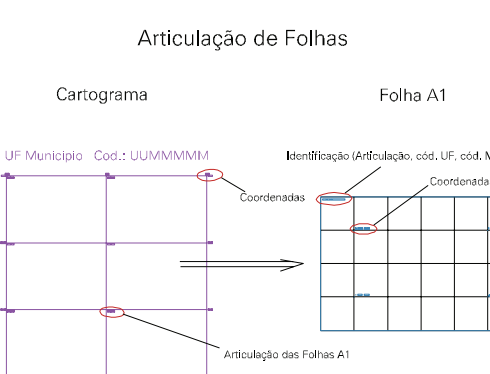 Articulação de Folhas
Cartograma
Folha A1
UF Municipio Cod.: UUMMMMM
Identificação (Articulação, cód. UF, cód. M
Coordenada
Coordenadas
Articulação das Folhas A1